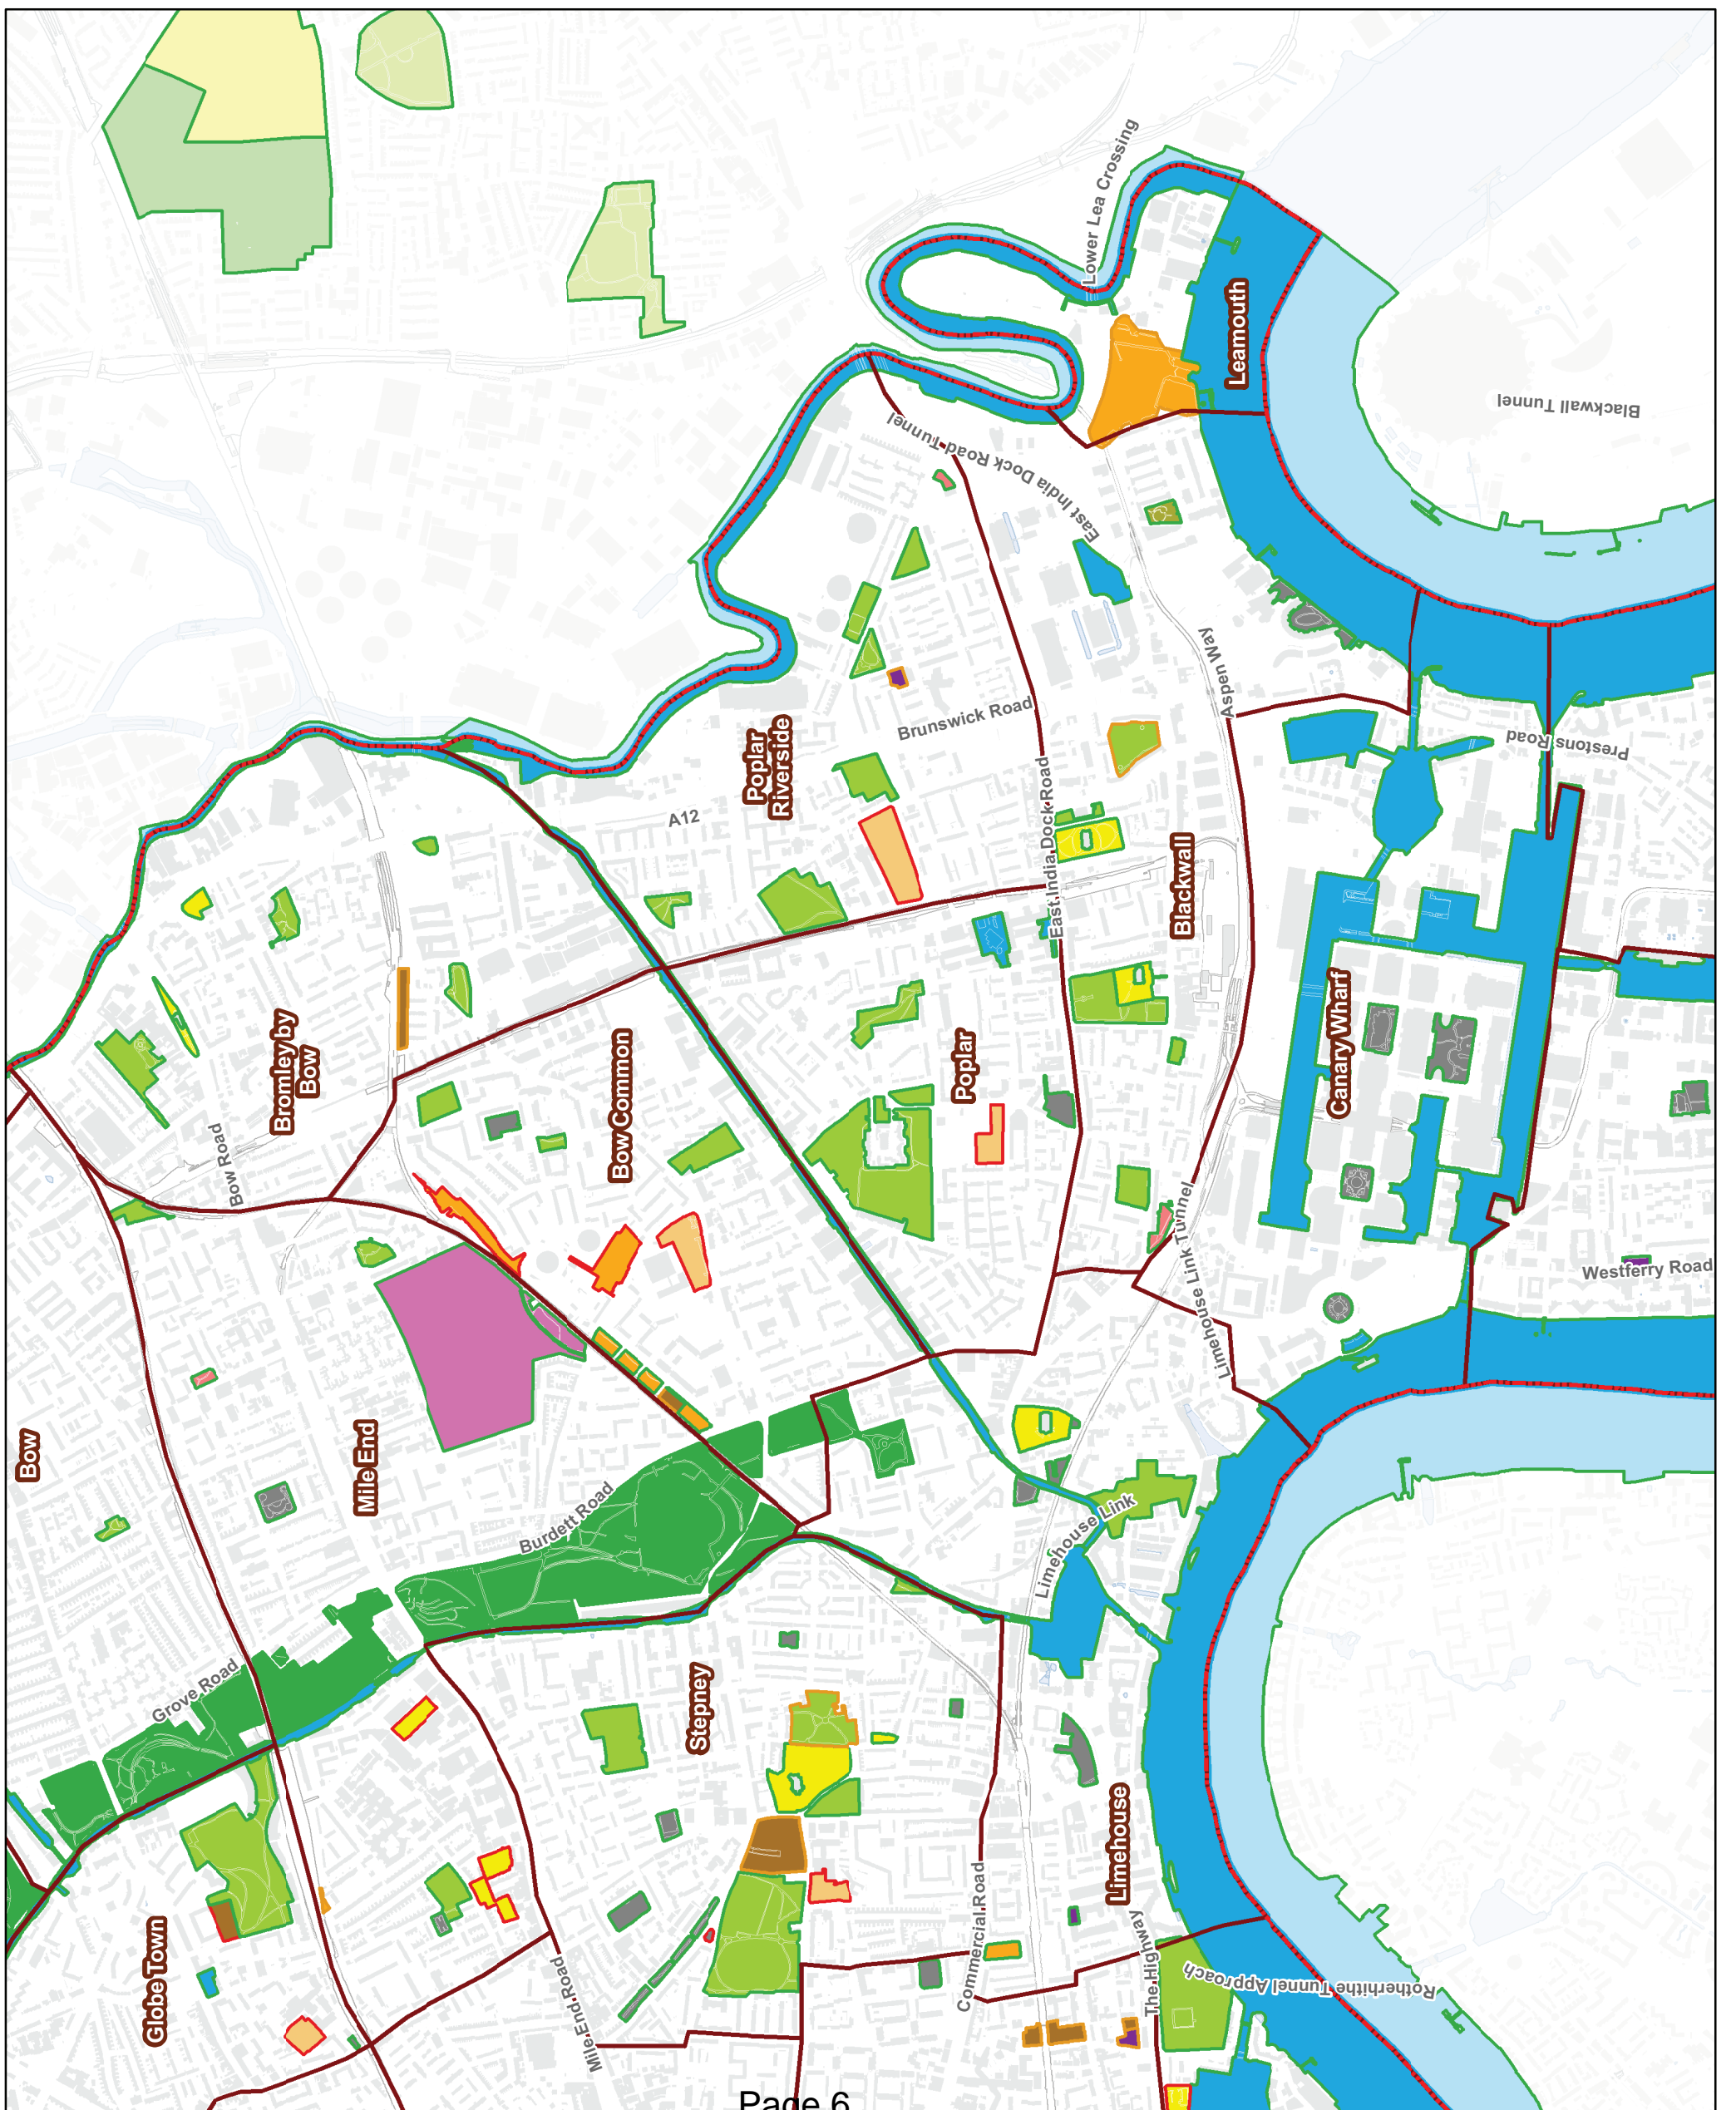 Lower Lea Crossing
Leamouth
Blackwall Tunnel
East India Dock Road Tunnel
Aspen Way
Brunswick Road
Poplar
Riverside
Prestons Road
A12
East India Dock Road
Blackwall
Canary Wharf
Bromley by
Bow
Bow Common
Poplar
Bow Road
Limehouse Link Tunnel
Westferry Road
Bow
Mile End
Burdett Road
Limehouse Link
Grove Road
Stepney
Limehouse
Commercial Road
Globe Town
Mile End Road
The Highway
Rotherhithe Tunnel Approach
Page 6